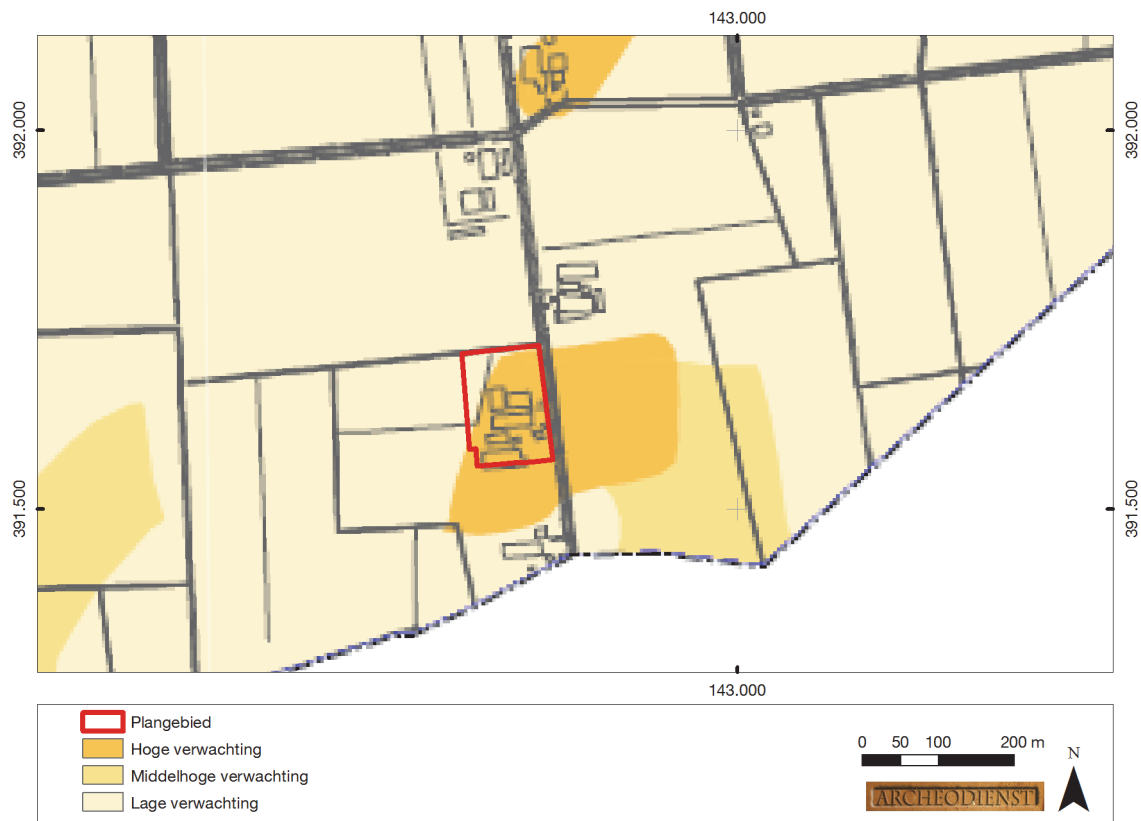 143.000
392.000
392.000
391.500
391.500
143.000
Plangebied
Hoge verwachting
Middelhoge verwachting
Lage verwachting
0 50 100 200 m
N
ARCHEODIENST